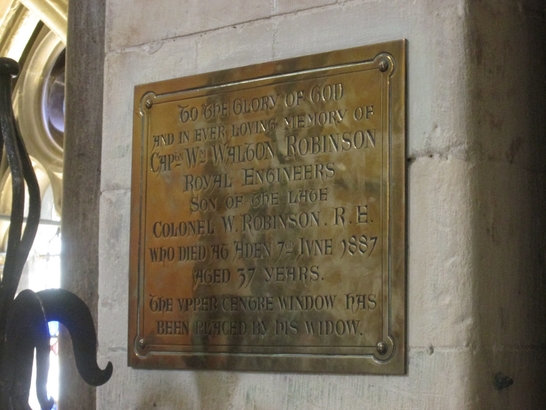 To the Glory of God
and in ever loving memory of
Capn Wm Walton Robinson
Royal Engineers
Son of the late
Colonel W. Robinson. R.E.
who died at Aden 7th Ivne 1887
aged 37 years.
The vpper centre window has
been placed by his widow.